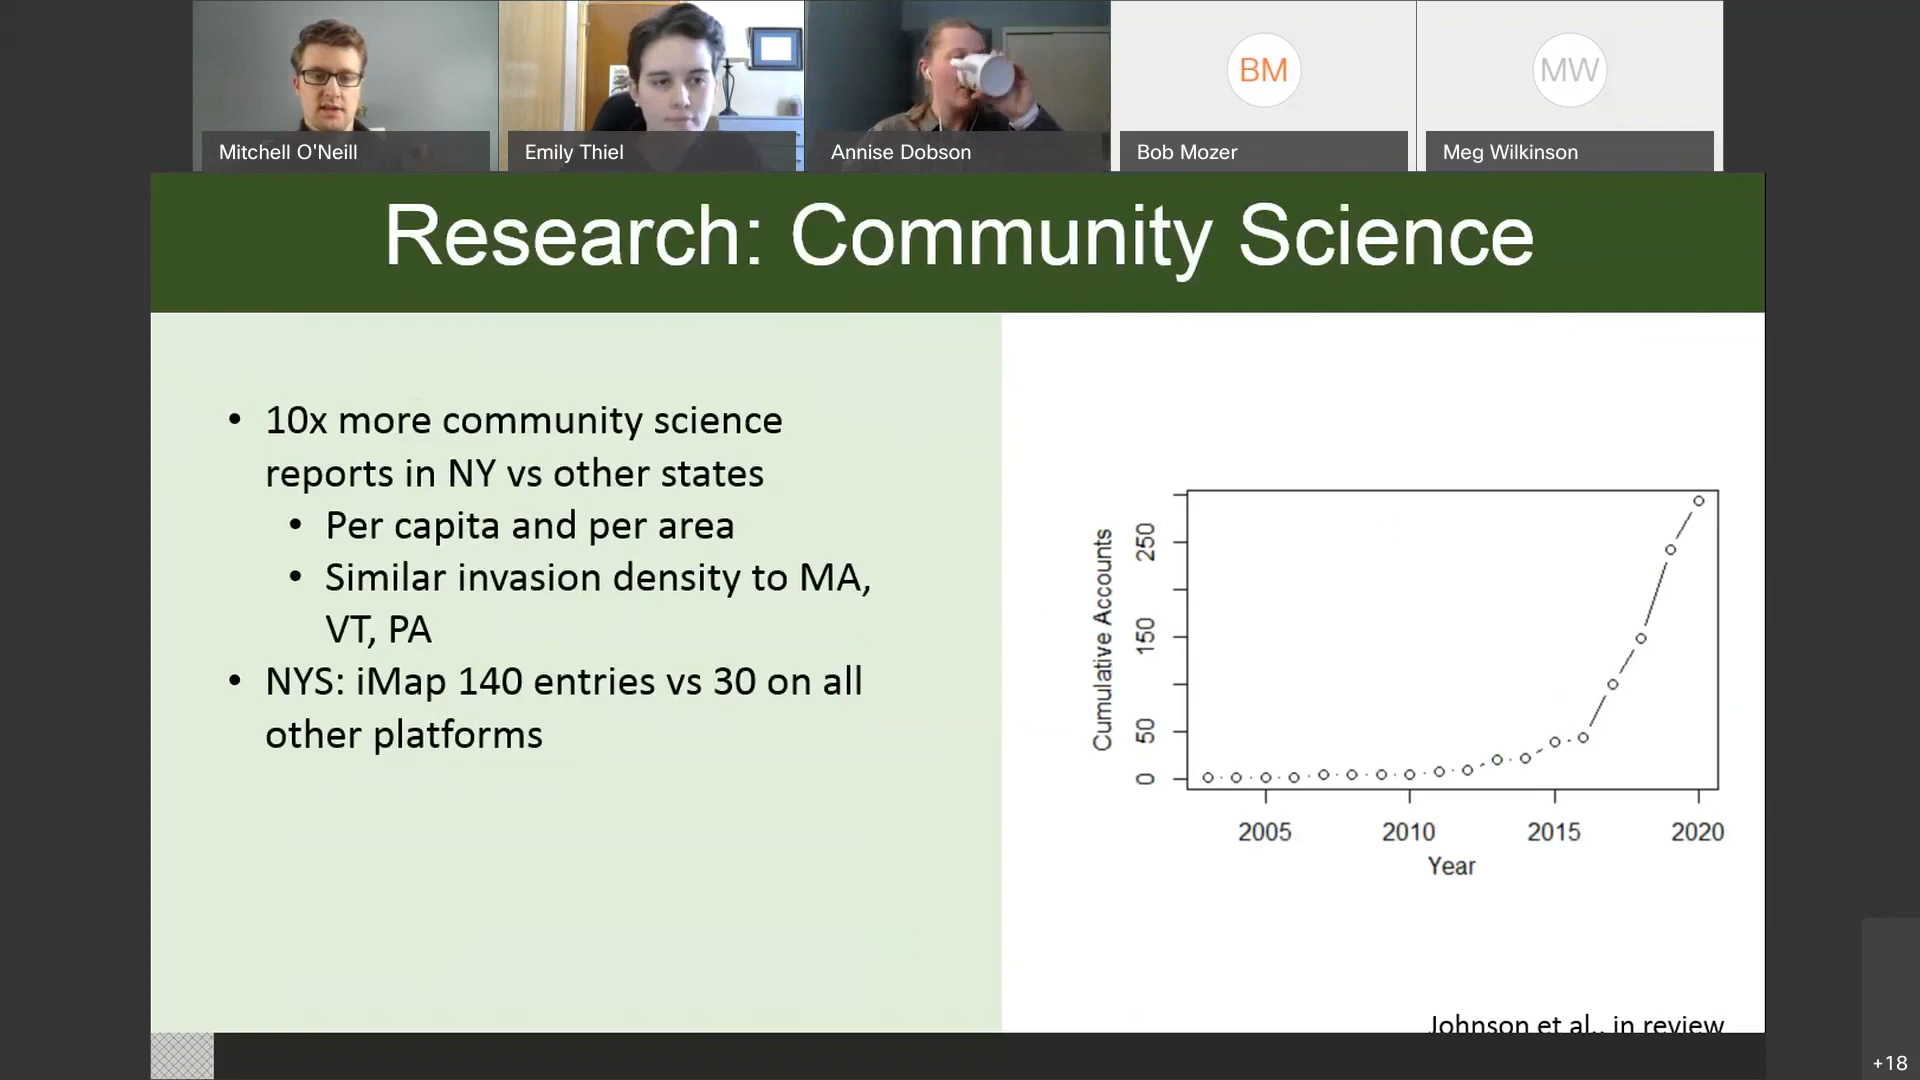 Mitchell O'Neill
Emily Thiel
Annise Dobson
BM
Bob Mozer
MW
Meg Wilkinson
Research: Community Science
• 10x more community science
reports in NY vs other states
• Per capita and per area
• Similar invasion density to MA,
VT, PA
• NYS: iMap 140 entries vs 30 on all
other platforms
Cumulative Accounts
250
150
50
0
2005 2010 2015 2020
Year
Johnson et al., in review
+18